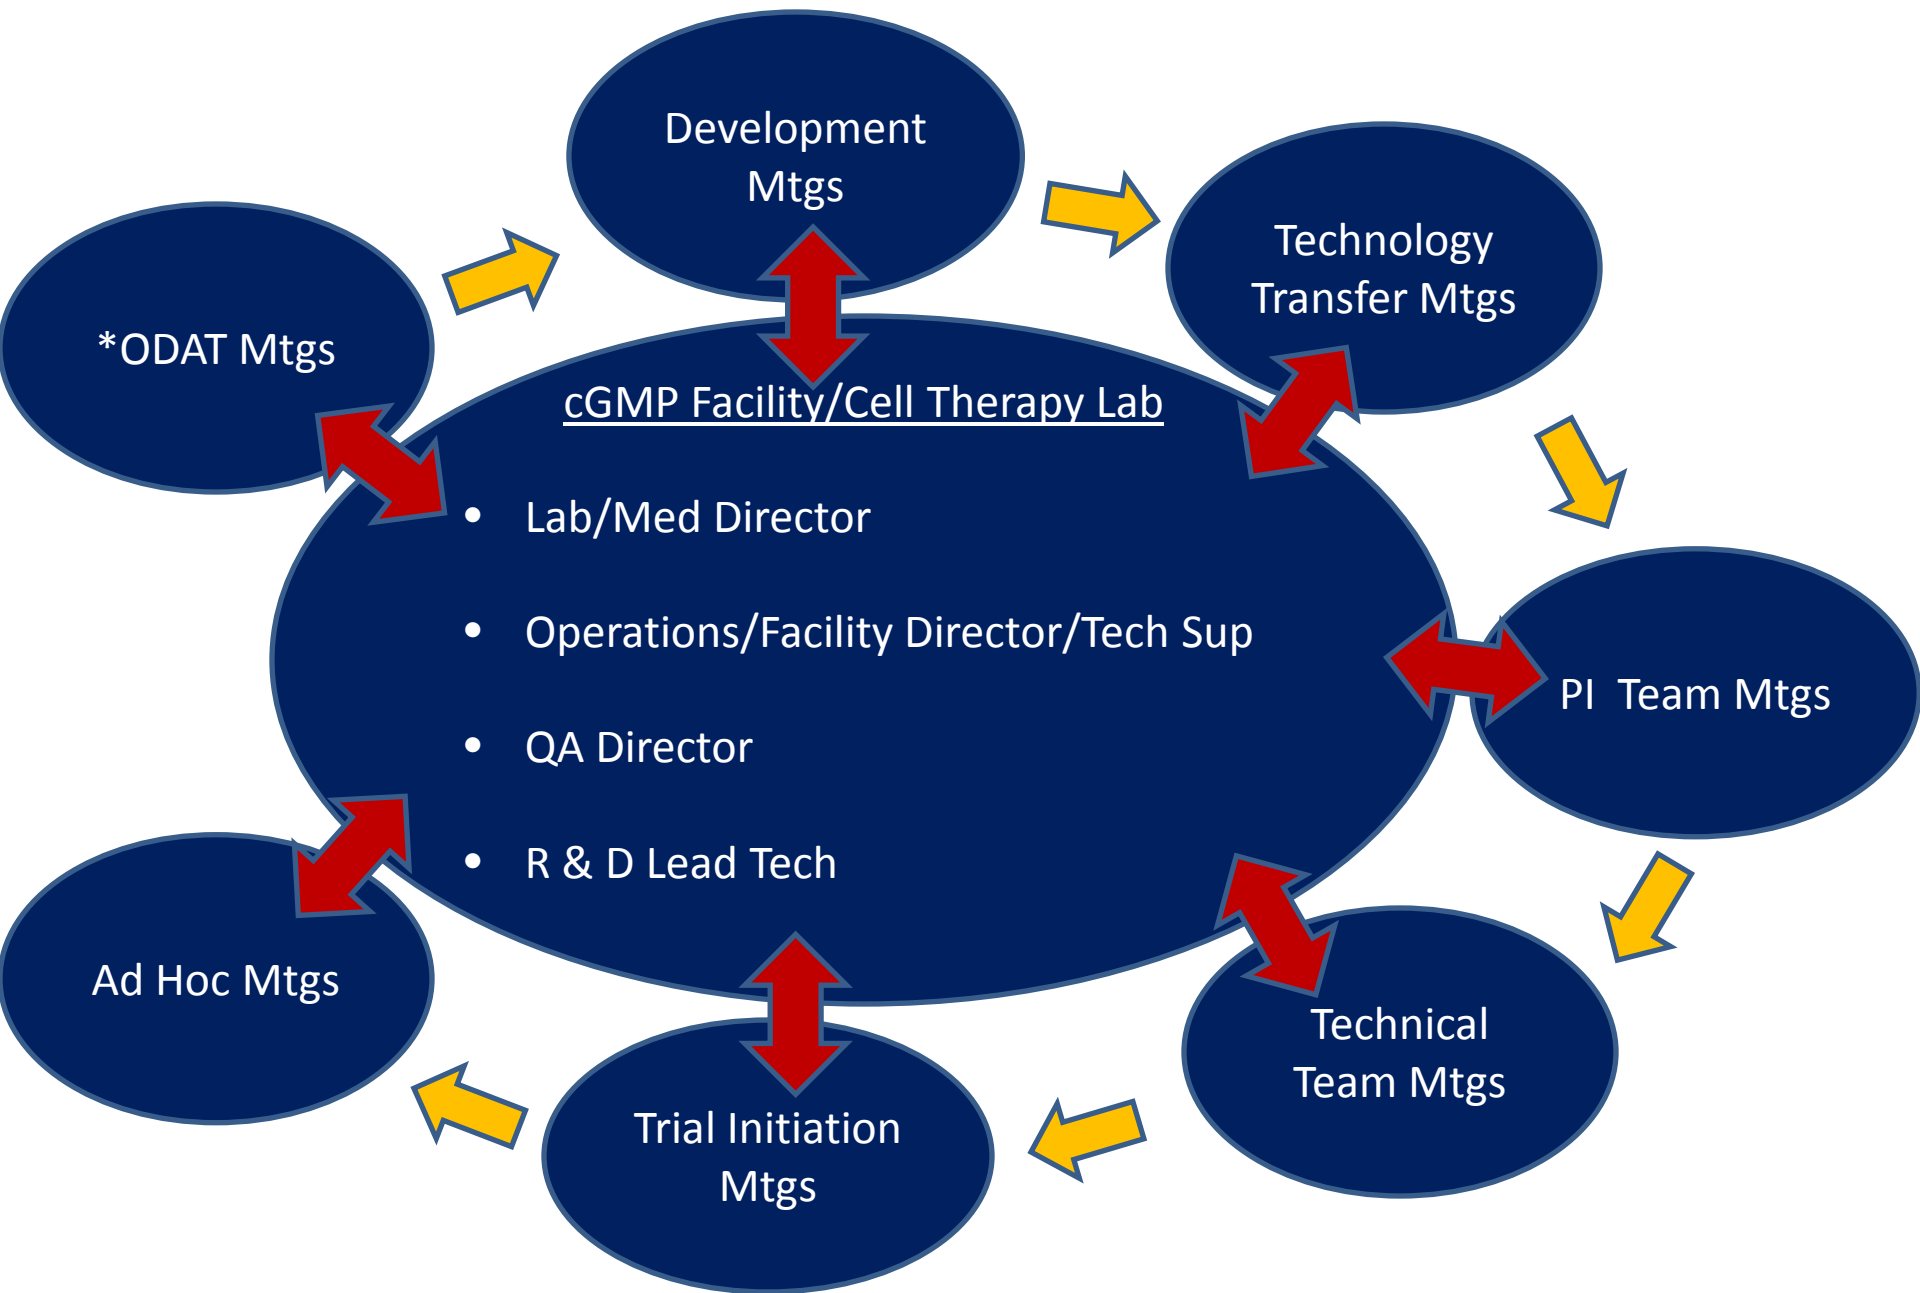 Development
Mtgs
Technology
Transfer Mtgs
*ODAT Mtgs
cGMP Facility/Cell Therapy Lab
• Lab/Med Director
• Operations/Facility Director/Tech Sup
• QA Director
• R & D Lead Tech
PI  Team Mtgs
Ad Hoc Mtgs
Technical
Team Mtgs
Trial Initiation
Mtgs